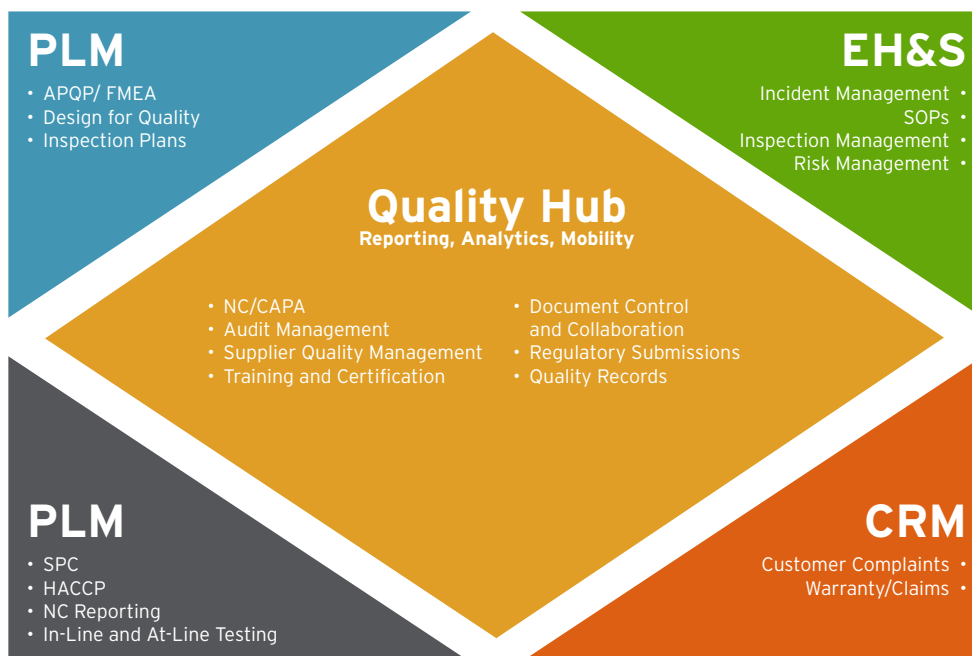 PLM
• APQP/ FMEA
• Design for Quality
• Inspection Plans
EH&S
Incident Management •
SOPs •
Inspection Management •
Risk Management •
Quality Hub
Reporting, Analytics, Mobility
• NC/CAPA
• Audit Management
• Supplier Quality Management
• Training and Certification
• Document Control
and Collaboration
• Regulatory Submissions
• Quality Records
PLM
• SPC
• HACCP
• NC Reporting
• In-Line and At-Line Testing
CRM
Customer Complaints •
Warranty/Claims •